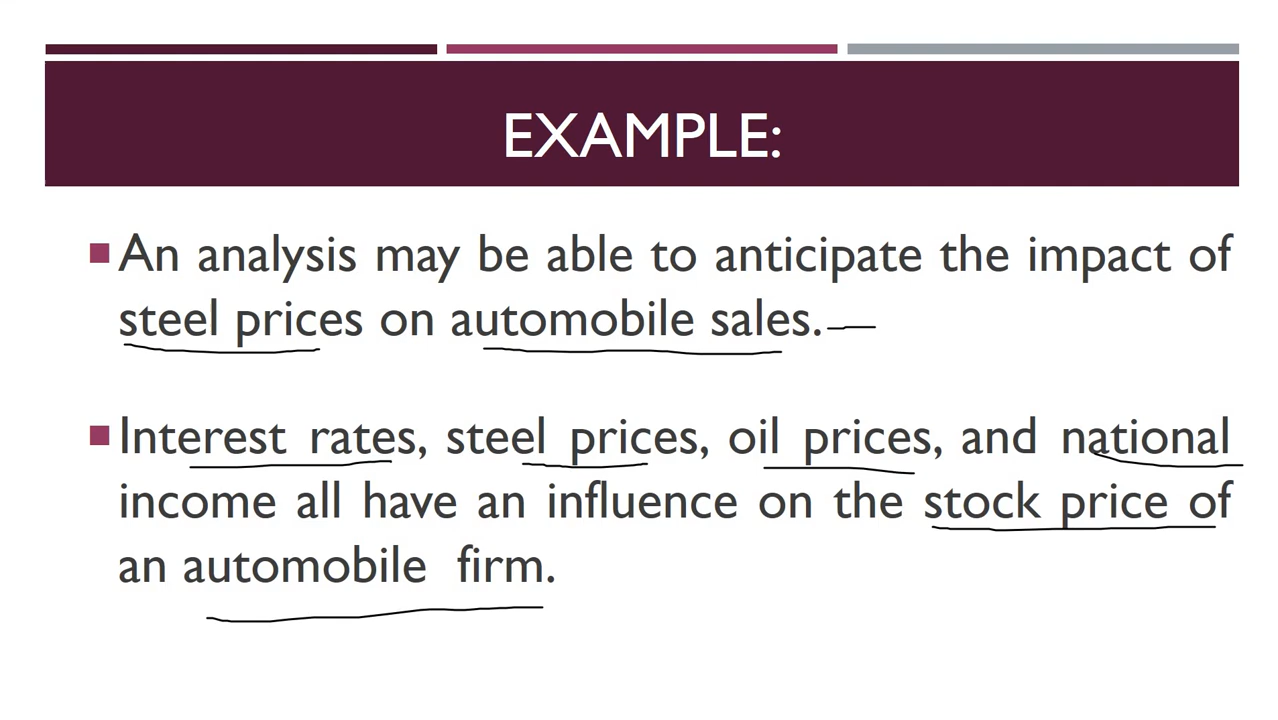 EXAMPLE:
An analysis may be able to anticipate the impact of
steel prices on automobile sales.
Interest rates, steel prices, oil prices, and national
income all have an influence on the stock price of
an automobile firm.